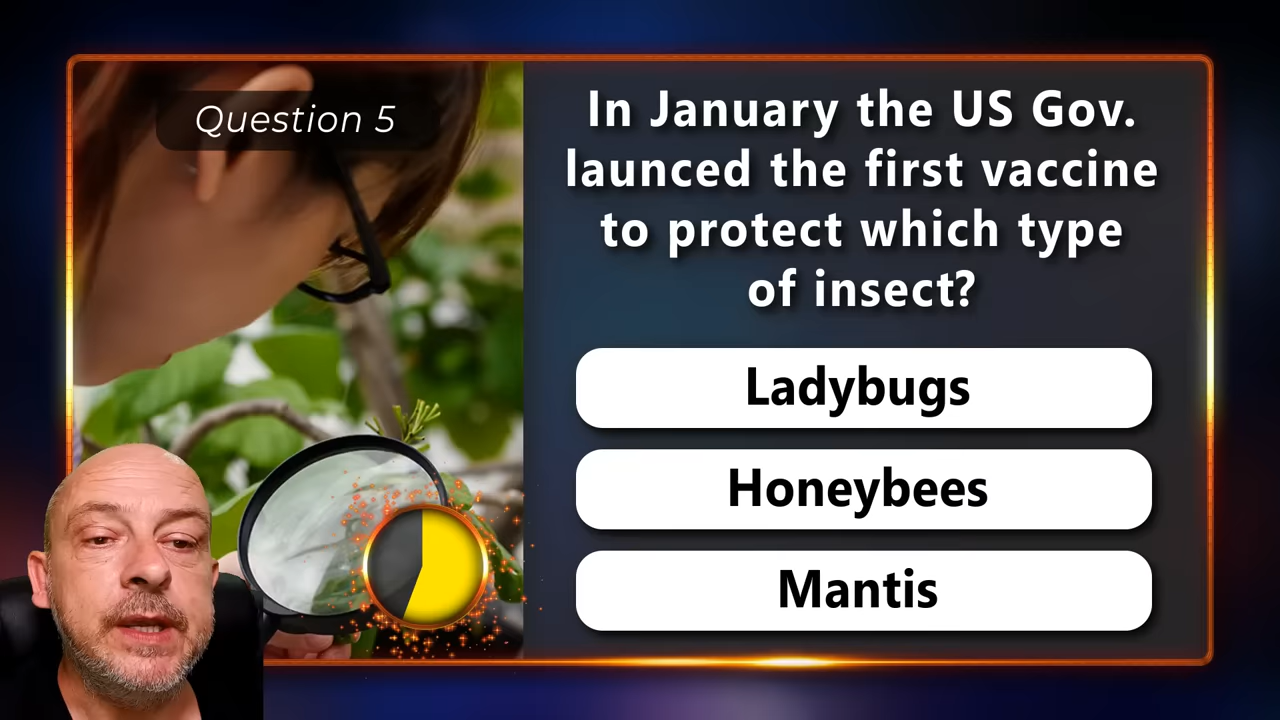 Question 5
In January the US Gov.
launced the first vaccine
to protect which type
of insect?
Ladybugs
Honeybees
Mantis